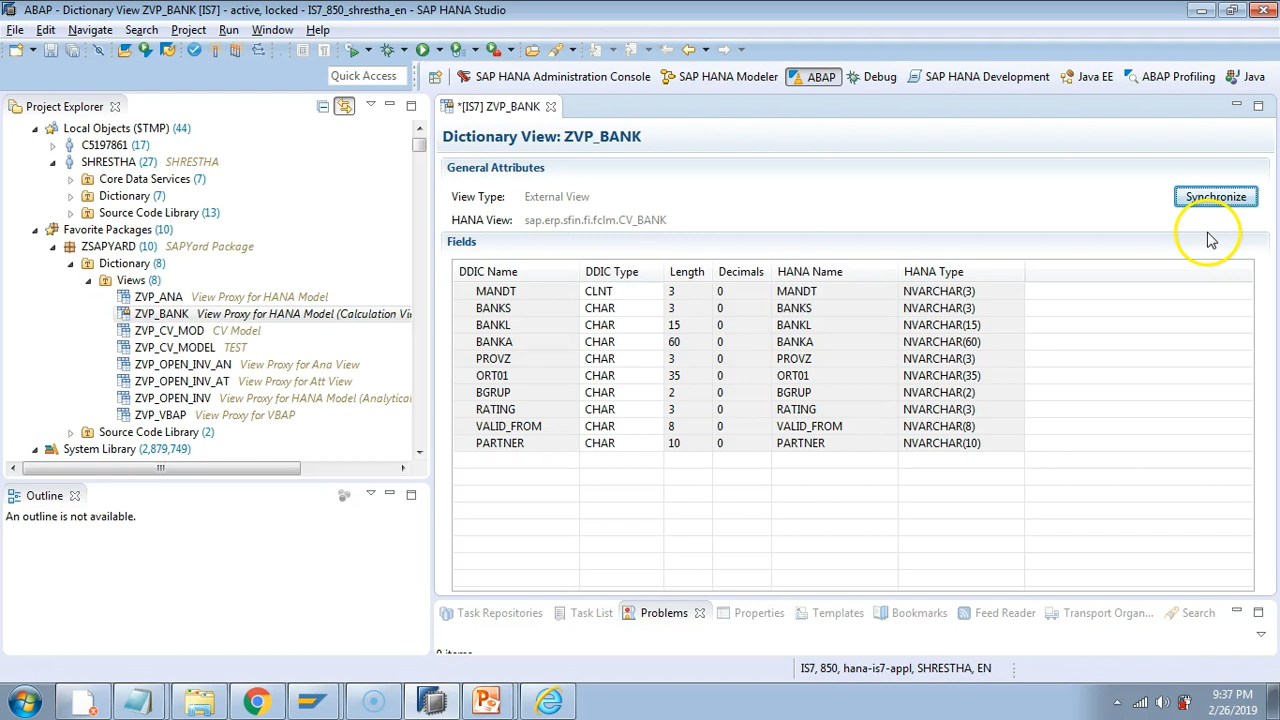 ABAP - Dictionary View ZVP_BANK [IS7] - active, locked - IS7_850_shrestha_en - SAP HANA Studio
File Edit Navigate Search Project Run Window Help
Quick Access
SAP HANA Administration Console SAP HANA Modeler ABAP Debug SAP HANA Development Java EE ABAP Profiling Java
Project Explorer
Local Objects ($TMP) (44)
C5197861 (17)
SHRESTHA (27) SHRESTHA
Core Data Services (7)
Dictionary (7)
Source Code Library (13)
Favorite Packages (10)
ZSAPYARD (10) SAPYard Package
Dictionary (8)
Views (8)
ZVP_ANA View Proxy for HANA Model
ZVP_BANK View Proxy for HANA Model (Calculation Vi
ZVP_CV_MOD CV Model
ZVP_CV_MODEL TEST
ZVP_OPEN_INV_AN View Proxy for Ana View
ZVP_OPEN_INV_AT View Proxy for Att View
ZVP_OPEN_INV View Proxy for HANA Model (Analytical
ZVP_VBAP View Proxy for VBAP
Source Code Library (2)
System Library (2,879,749)
Outline
An outline is not available.
*[IS7] ZVP_BANK
Dictionary View: ZVP_BANK
General Attributes
View Type: External View
Synchronize
HANA View: sap.erp.sfin.fi.fclm.CV_BANK
Fields
DDIC Name DDIC Type Length Decimals HANA Name HANA Type
MANDT CLNT 3 0 MANDT NVARCHAR(3)
BANKS CHAR 3 0 BANKS NVARCHAR(3)
BANKL CHAR 15 0 BANKL NVARCHAR(15)
BANKA CHAR 60 0 BANKA NVARCHAR(60)
PROVZ CHAR 3 0 PROVZ NVARCHAR(3)
ORT01 CHAR 35 0 ORT01 NVARCHAR(35)
BGRUP CHAR 2 0 BGRUP NVARCHAR(2)
RATING CHAR 3 0 RATING NVARCHAR(3)
VALID_FROM CHAR 8 0 VALID_FROM NVARCHAR(8)
PARTNER CHAR 10 0 PARTNER NVARCHAR(10)
Task Repositories Task List Problems Properties Templates Bookmarks Feed Reader Transport Organ... Search
0 items
IS7, 850, hana-is7-appl, SHRESTHA, EN
9:37 PM
2/26/2019